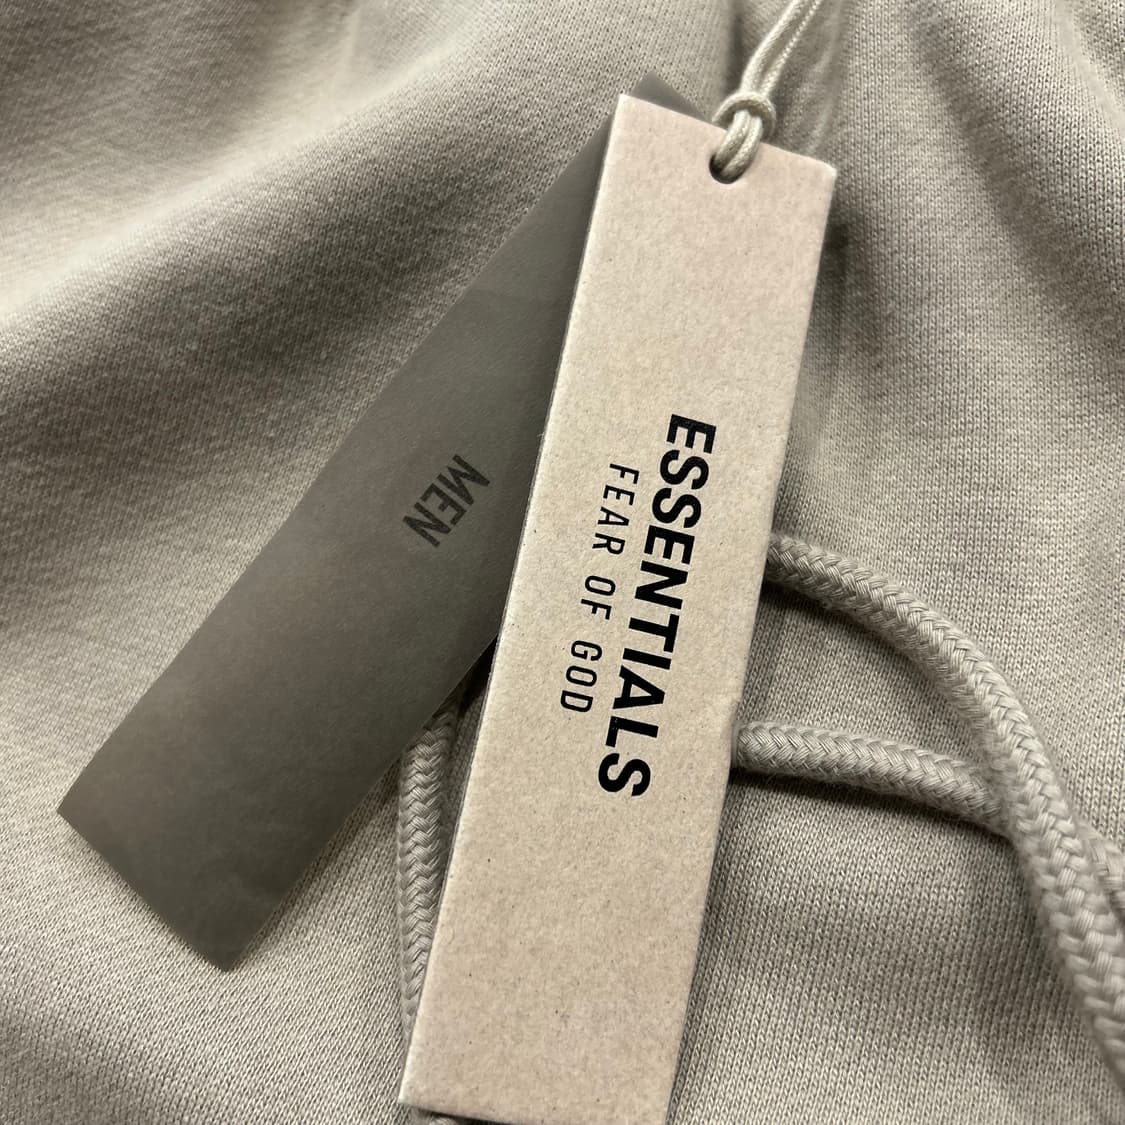 ESSENTIALS
FEAR OF GOD
MEN